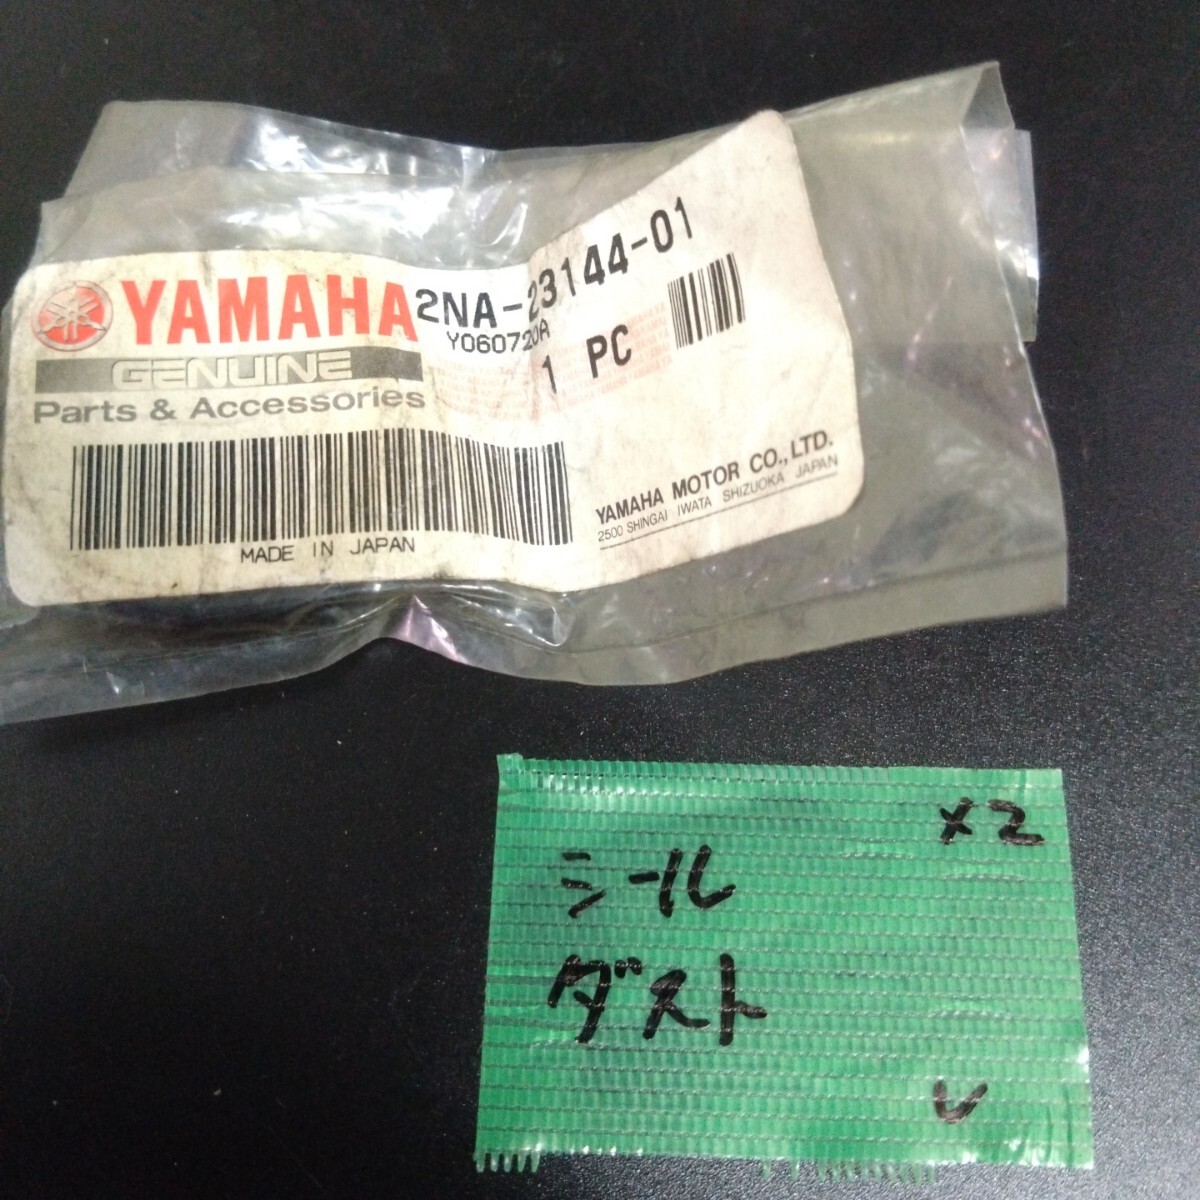 YAMAHA
2NA-23144-01
Y060720A
GENUINE
1 PC
Parts & Accessories
YAMAHA MOTOR CO., LTD.
2500 SHINGAI IWATA SHIZUOKA JAPAN
MADE IN JAPAN
×2
シール
ダスト
レ